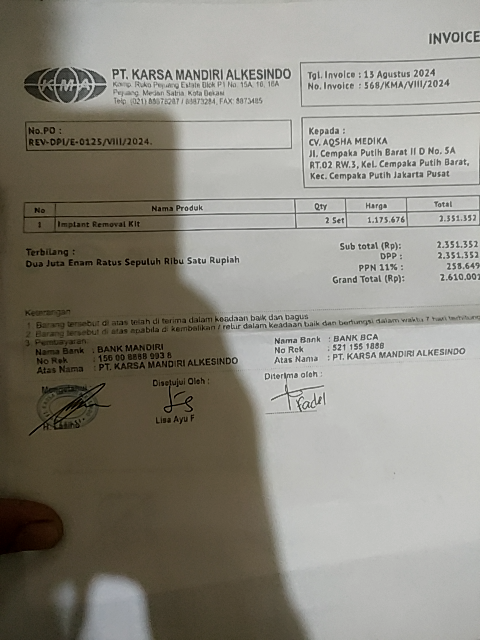 INVOICE
KMA
PT. KARSA MANDIRI ALKESINDO
Komp. Ruko Pejuang Estate Blok P1 No. 15A, 16, 16A
Pejuang, Medan Satria, Kota Bekasi
Telp. (021) 88878287 / 88873284, FAX: 8873485
Tgl. Invoice : 13 Agustus 2024
No. Invoice : 568/KMA/VIII/2024
No.PO :
REV-DPI/E-0125/VIII/2024.
Kepada :
CV. AQSHA MEDIKA
Jl. Cempaka Putih Barat II D No. 5A
RT.02 RW.3, Kel. Cempaka Putih Barat,
Kec. Cempaka Putih Jakarta Pusat
No Nama Produk Qty Harga Total
1 Implant Removal Kit 2 Set 1.175.676 2.351.352
Sub total (Rp): 2.351.352
DPP : 2.351.352
PPN 11% : 258.649
Grand Total (Rp): 2.610.001
Terbilang :
Dua Juta Enam Ratus Sepuluh Ribu Satu Rupiah
Keterangan
1. Barang tersebut di atas telah di terima dalam keadaan baik dan bagus
2. Barang tersebut di atas apabila di kembalikan / retur dalam keadaan baik dan berfungsi dalam waktu 7 hari terhitung
3. Pembayaran:
Nama Bank : BANK MANDIRI
No Rek : 156 00 8888 993 8
Atas Nama : PT. KARSA MANDIRI ALKESINDO
Nama Bank : BANK BCA
No Rek : 521 155 1888
Atas Nama : PT. KARSA MANDIRI ALKESINDO
Mengetahui
Disetujui Oleh :
Lisa Ayu F
Diterima oleh :
Fadel